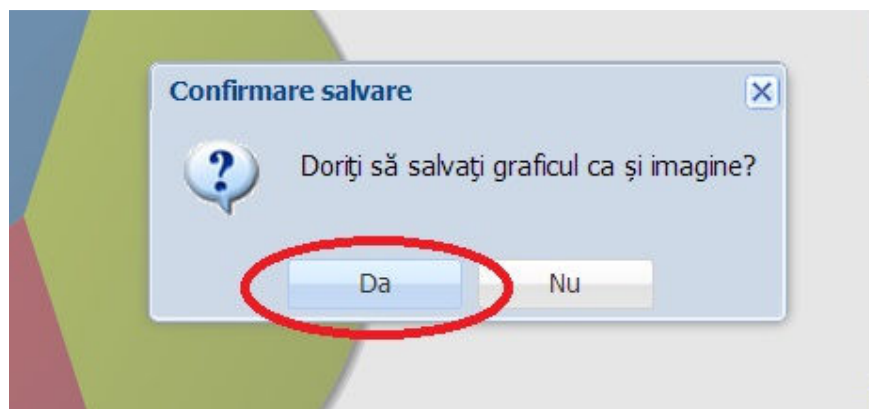 Confirmare salvare
Doriţi să salvaţi graficul ca și imagine?
Da
Nu